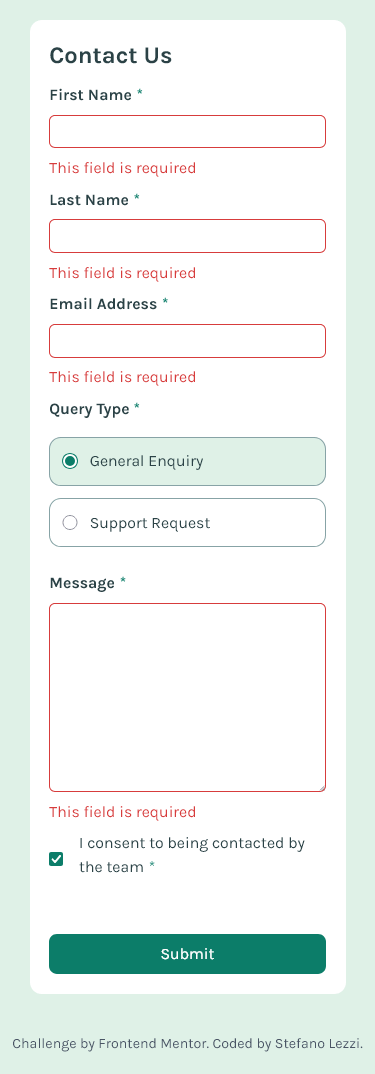 Contact Us
First Name *
This field is required
Last Name *
This field is required
Email Address *
This field is required
Query Type *
General Enquiry
Support Request
Message *
This field is required
I consent to being contacted by
the team *
Submit
Challenge by Frontend Mentor. Coded by Stefano Lezzi.